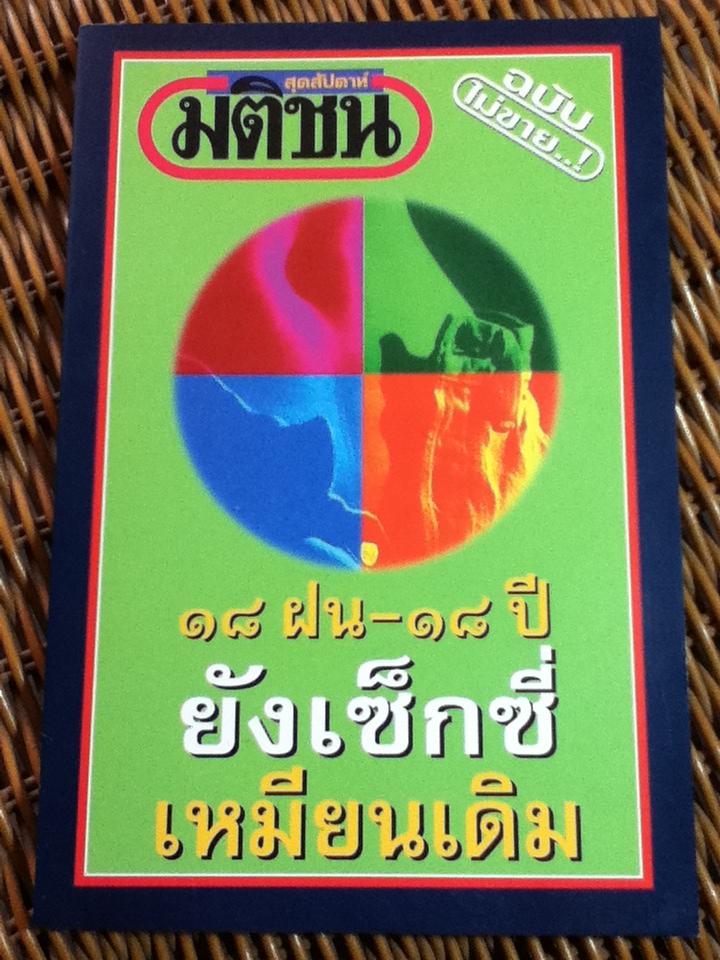 สุดสัปดาห์
มติชน
ฉบับ
ไม่ขาย...!
๑๘ ฝน-๑๘ ปี
ยังเซ็กซี่
เหมียนเดิม